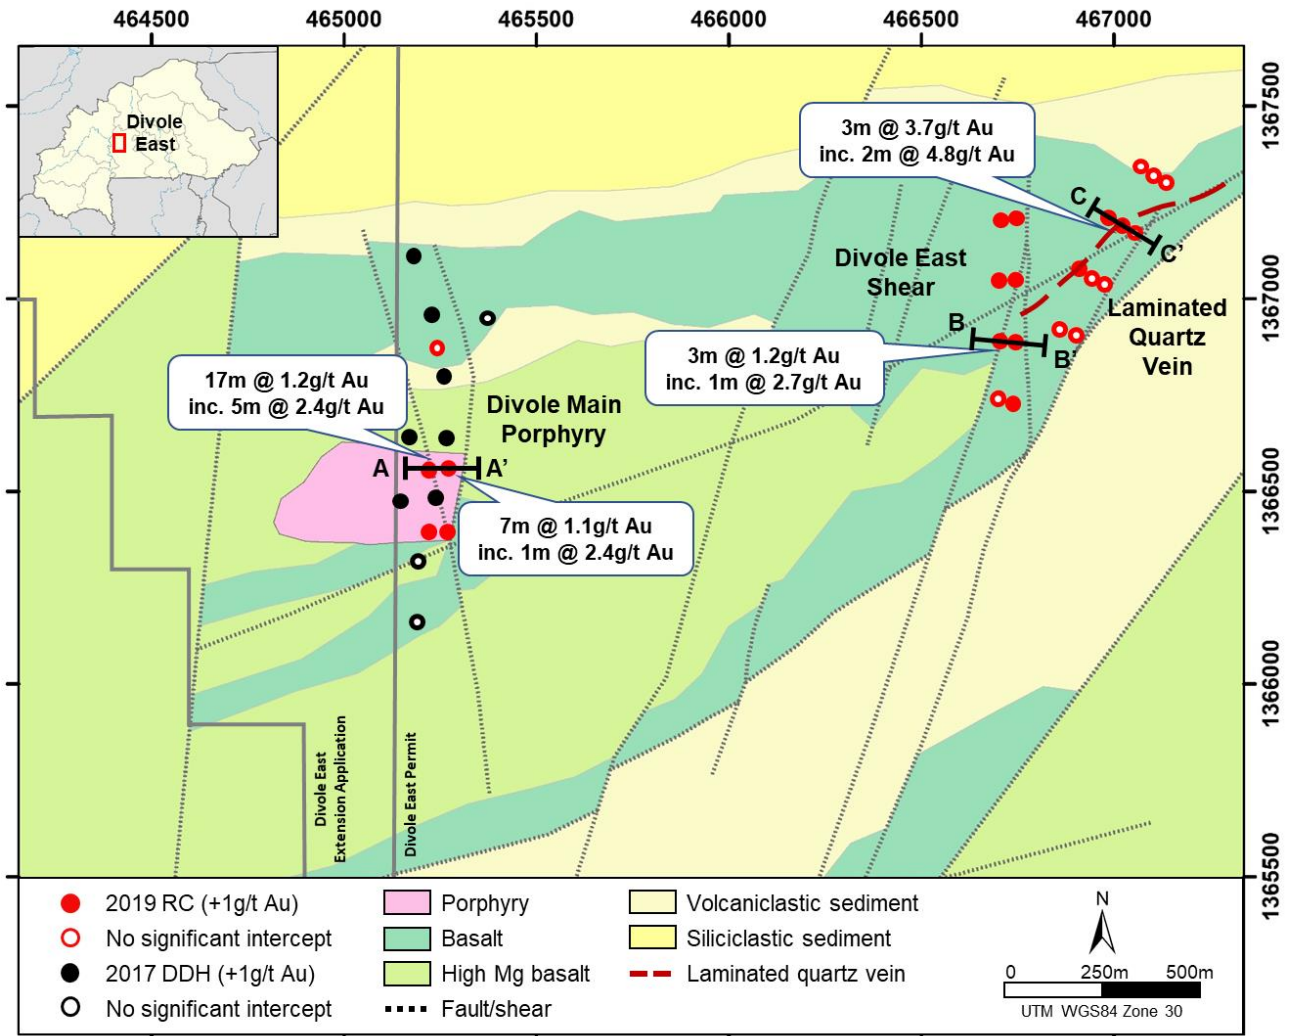 464500
465000
465500
466000
466500
467000
Divole
East
3m @ 3.7g/t Au
inc. 2m @ 4.8g/t Au
1367500
C
C'
Divole East
Shear
1367000
Laminated
Quartz
Vein
B
B'
3m @ 1.2g/t Au
inc. 1m @ 2.7g/t Au
17m @ 1.2g/t Au
inc. 5m @ 2.4g/t Au
Divole Main
Porphyry
A
A'
1366500
7m @ 1.1g/t Au
inc. 1m @ 2.4g/t Au
1366000
Divole East
Extension Application
Divole East Permit
1365500
2019 RC (+1g/t Au)
No significant intercept
2017 DDH (+1g/t Au)
No significant intercept
Porphyry
Basalt
High Mg basalt
Fault/shear
Volcaniclastic sediment
Siliciclastic sediment
Laminated quartz vein
N
0 250m 500m
UTM WGS84 Zone 30